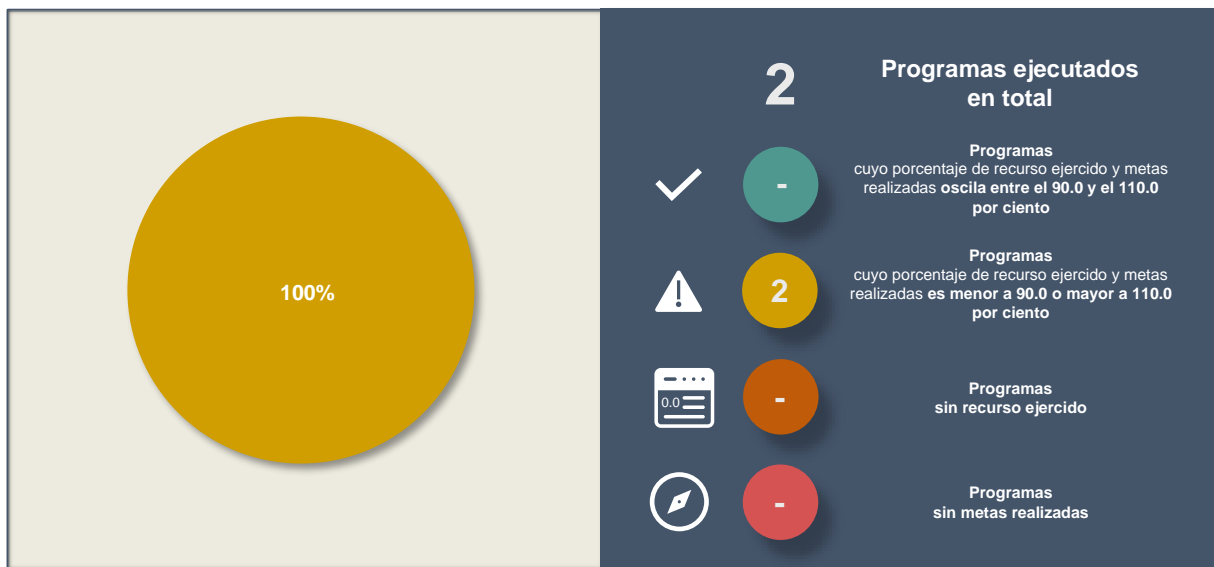 100%
2
Programas ejecutados
en total
-
Programas
cuyo porcentaje de recurso ejercido y metas
realizadas oscila entre el 90.0 y el 110.0
por ciento
2
Programas
cuyo porcentaje de recurso ejercido y metas
realizadas es menor a 90.0 o mayor a 110.0
por ciento
0.0
-
Programas
sin recurso ejercido
-
Programas
sin metas realizadas